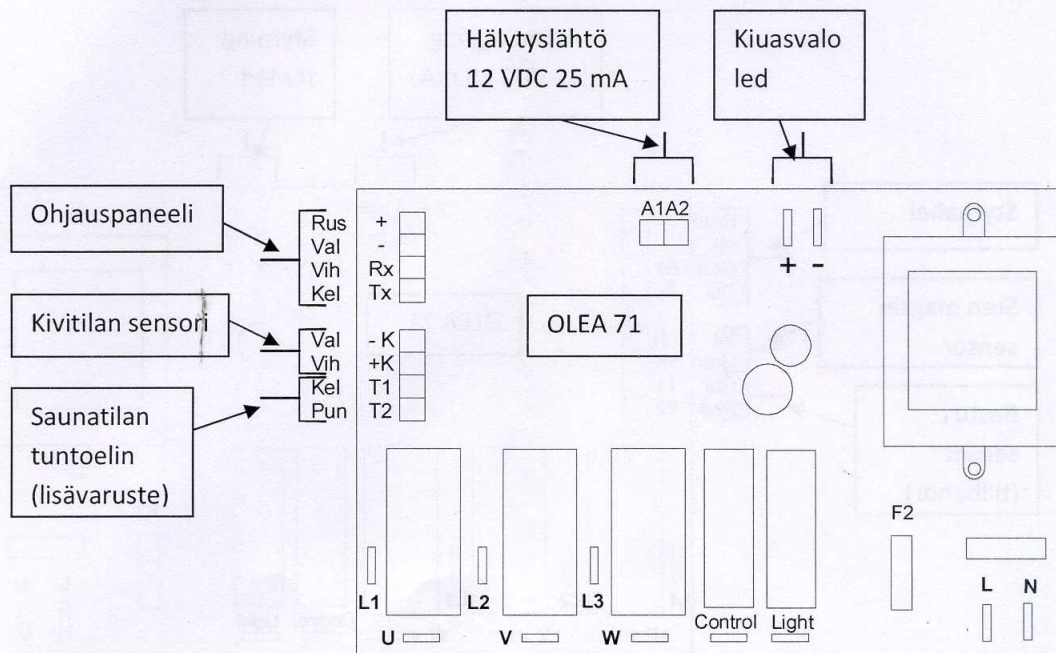 Hälytyslähtö
12 VDC 25 mA
Kiuasvalo
led
Ohjauspaneeli
Rus +
Val -
Vih Rx
Kel Tx
A1A2
+ -
Kivitilan sensori
Val - K
Vih +K
Kel T1
Pun T2
OLEA 71
Saunatilan
tuntoelin
(lisävaruste)
F2
L1 L2 L3
L N
U V W
Control Light